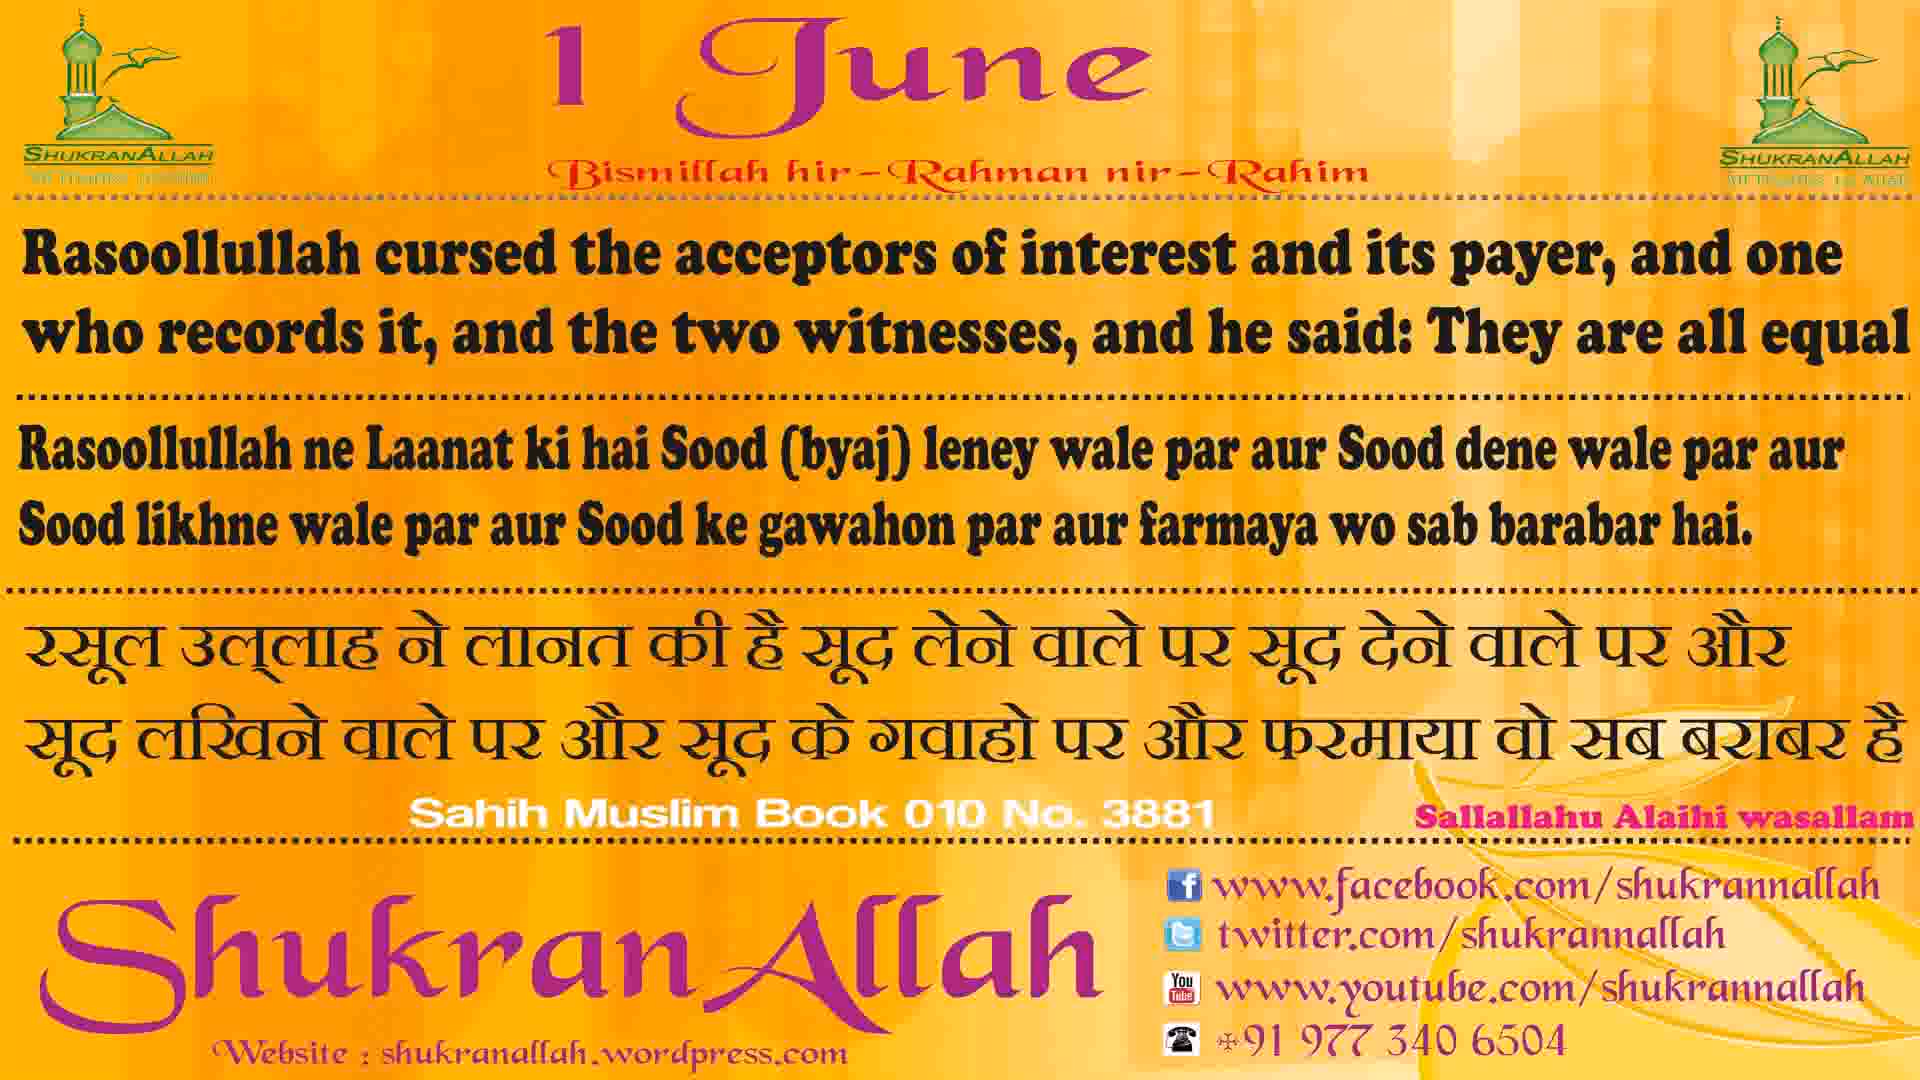 1 June
SHUKRANALLAH
SHUKRANALLAH
Bismillah hir-Rahman nir-Rahim
Rasoollullah cursed the acceptors of interest and its payer, and one
who records it, and the two witnesses, and he said: They are all equal
Rasoollullah ne Laanat ki hai Sood (byaj) leney wale par aur Sood dene wale par aur
Sood likhne wale par aur Sood ke gawahon par aur farmaya wo sab barabar hai.
रसूल उल्लाह ने लानत की है सूद लेने वाले पर सूद देने वाले पर और
सूद लखिने वाले पर और सूद के गवाहो पर और फरमाया वो सब बराबर है
Sahih Muslim Book 010 No. 3881
Sallallahu Alaihi wasallam
Shukran Allah
Website : shukranallah.wordpress.com
www.facebook.com/shukrannallah
twitter.com/shukrannallah
You Tube www.youtube.com/shukrannallah
+91 977 340 6504